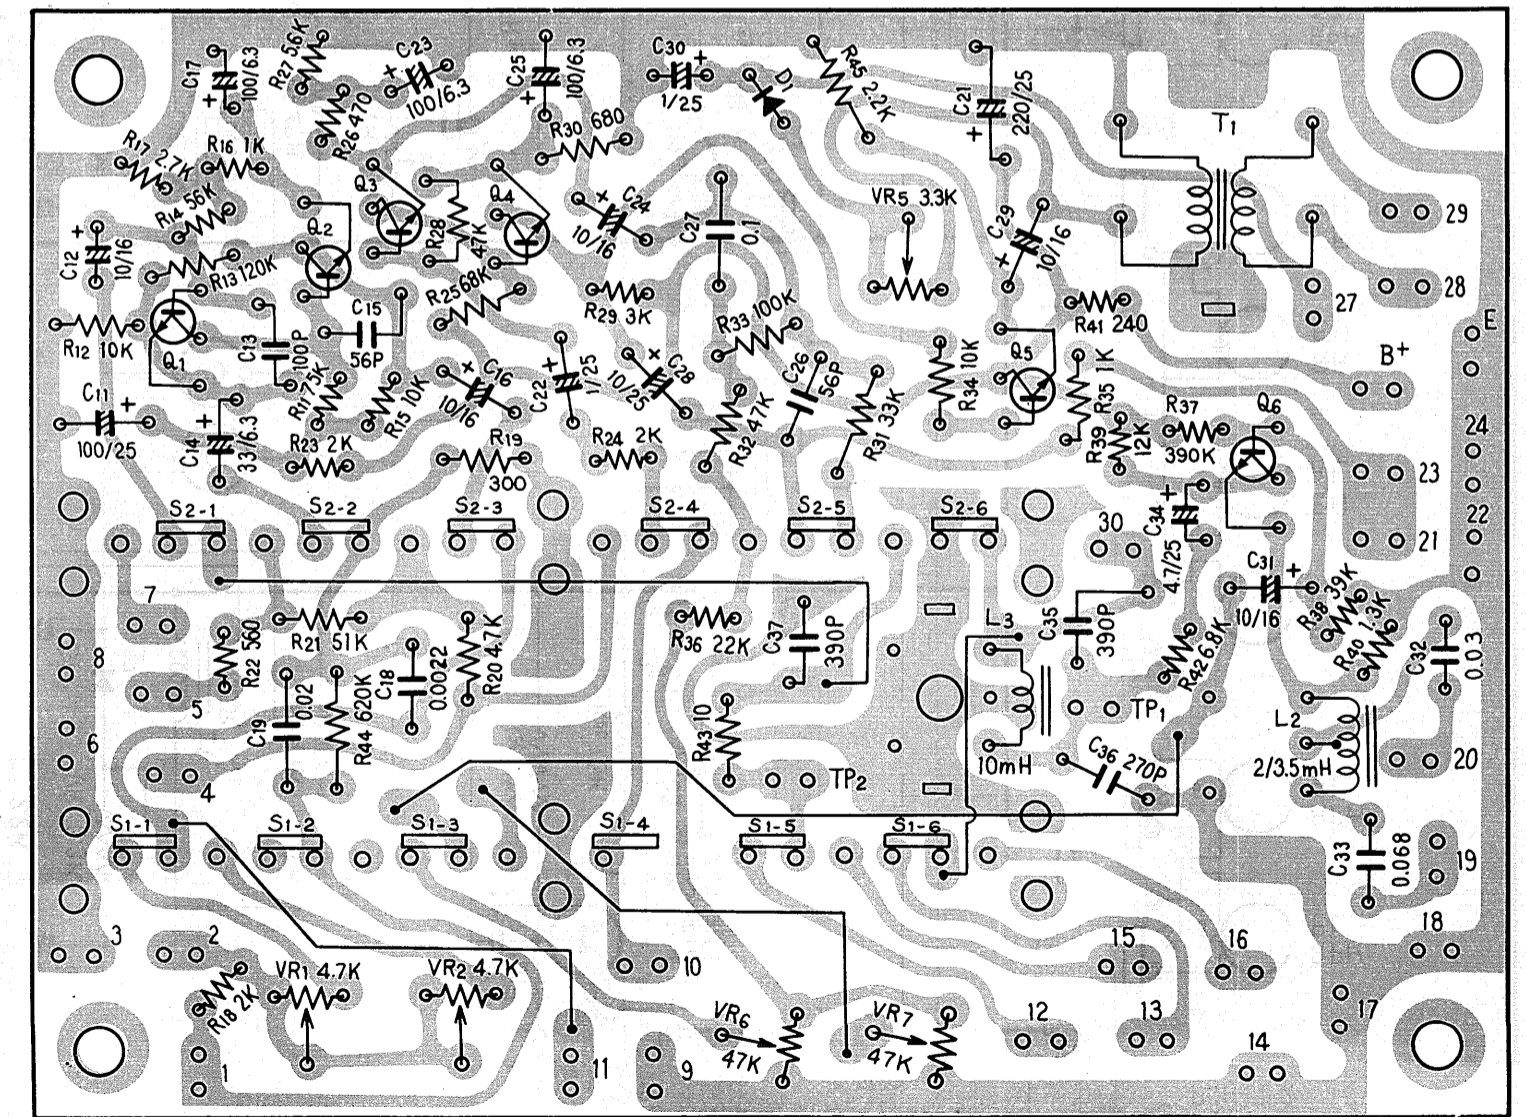 C17 100/6.3
R27 5.6K
C23 100/6.3
R26 470
C25 100/6.3
C30 1/25
D1
R45 2.2K
C21 220/25
T1
R30 680
R17 2.7K
R16 1K
R14 56K
Q3
R28 47K
Q4
C24 10/16
C27 0.1
VR5 3.3K
C29 10/16
29
C12 10/16
Q2
R13 120K
R25 68K
R29 3K
28
27
R41 240
E
R12 10K
Q1
C13 100P
C15 56P
R33 100K
C26 56P
R34 10K
Q5
R35 1K
B+
C11 100/25
R11 75K
R15 10K
C16 10/16
C22 1/25
C28 10/25
R32 47K
R31 33K
R39 12K
R37 390K
Q6
24
C14 33/6.3
R23 2K
R19 300
R24 2K
23
S2-1
S2-2
S2-3
S2-4
S2-5
S2-6
30
C34 4.7/25
22
21
7
C31 10/16
R38 39K
R40 1.3K
8
R22 560
R21 51K
R20 4.7K
R36 22K
C37 390P
L3
C35 390P
R42 6.8K
C32 0.03
5
C19 0.02
R44 620K
C18 0.0022
R43 10
TP1
L2
2/3.5mH
6
4
TP2
10mH
C36 270P
20
S1-1
S1-2
S1-3
S1-4
S1-5
S1-6
C33 0.068
19
3
2
R18 2K
VR1 4.7K
VR2 4.7K
10
15
16
18
VR6 47K
VR7 47K
12
13
17
1
11
9
14